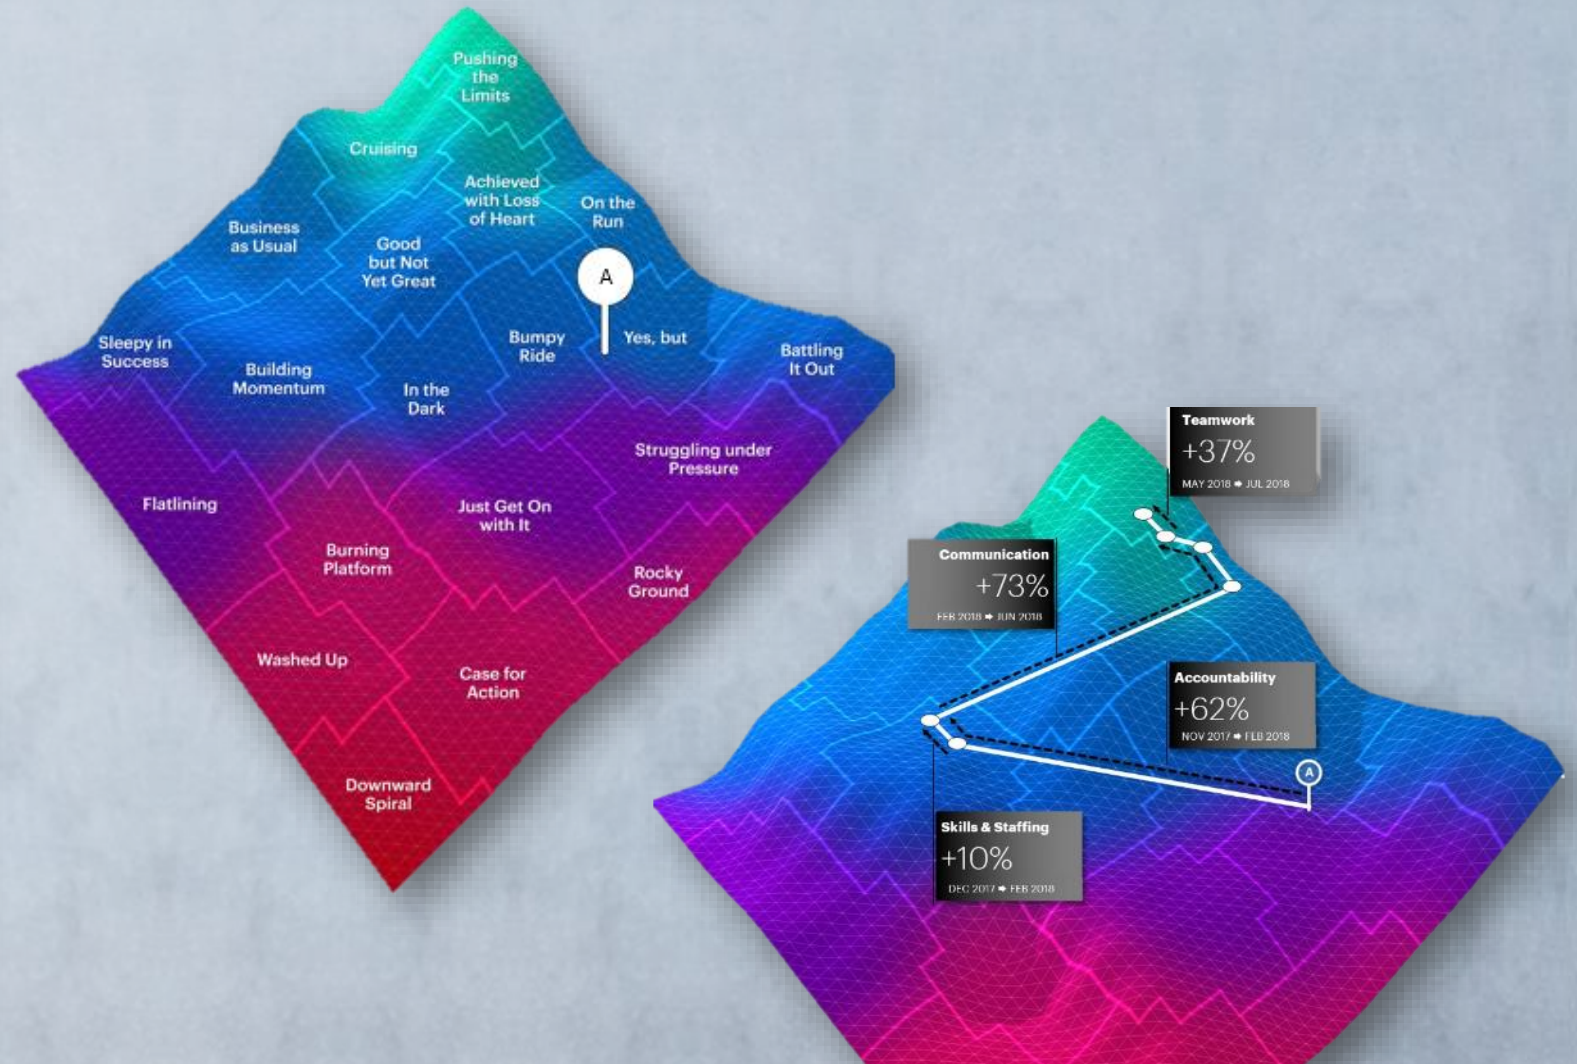 Pushing
the
Limits
Cruising
Achieved
with Loss
of Heart
On the
Run
Business
as Usual
Good
but Not
Yet Great
A
Sleepy in
Success
Bumpy
Ride
Yes, but
Battling
It Out
Building
Momentum
In the
Dark
Struggling under
Pressure
Flatlining
Just Get On
with It
Burning
Platform
Rocky
Ground
Washed Up
Case for
Action
Downward
Spiral
Teamwork
+37%
MAY 2018 ➡ JUL 2018
Communication
+73%
FEB 2018 ➡ JUN 2018
Accountability
+62%
NOV 2017 ➡ FEB 2018
A
Skills & Staffing
+10%
DEC 2017 ➡ FEB 2018